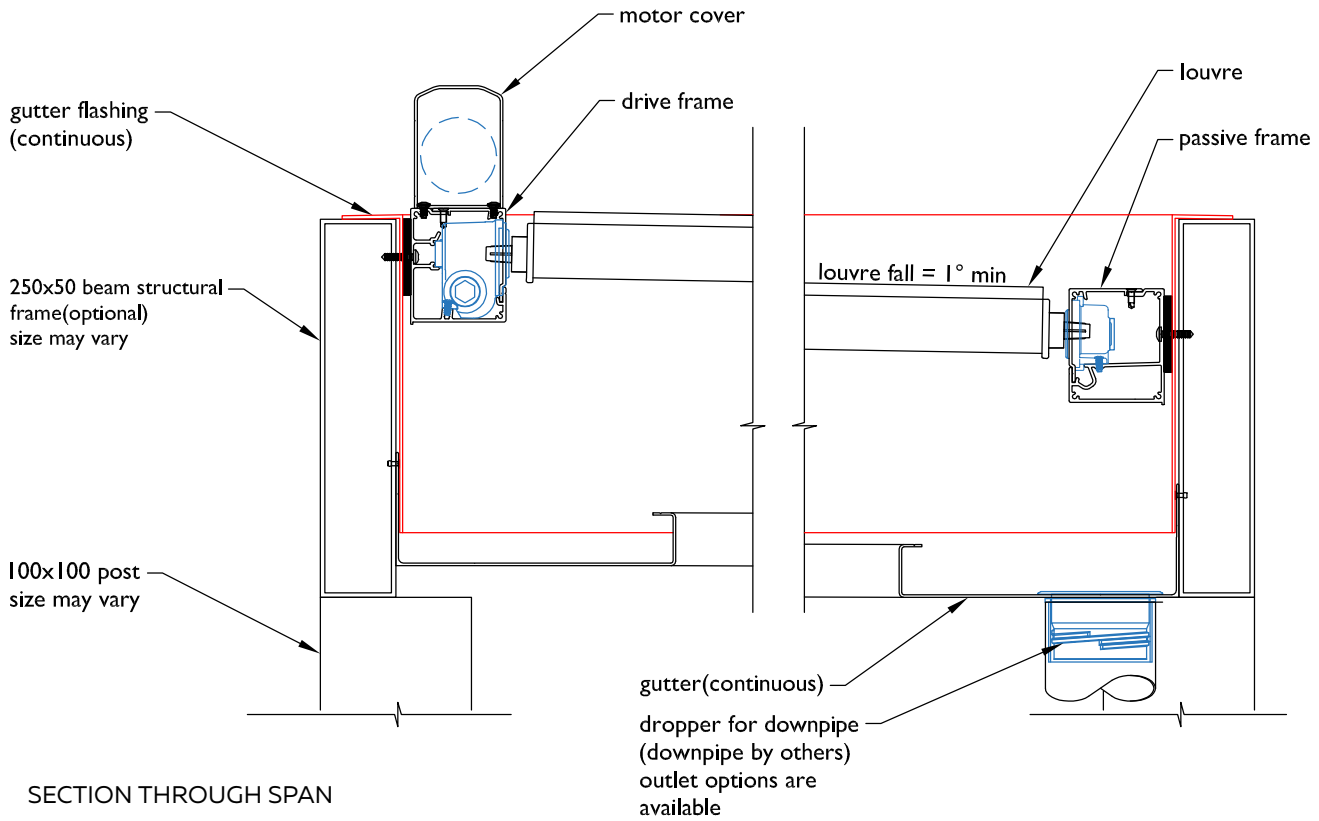 motor cover
louvre
drive frame
gutter flashing
(continuous)
passive frame
louvre fall = 1° min
250x50 beam structural
frame(optional)
size may vary
100x100 post
size may vary
gutter(continuous)
dropper for downpipe
(downpipe by others)
outlet options are
available
SECTION THROUGH SPAN